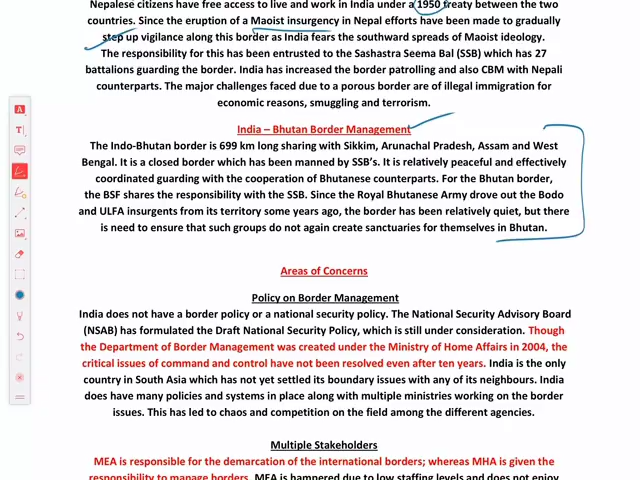 Nepalese citizens have free access to live and work in India under a 1950 treaty between the two
countries. Since the eruption of a Maoist insurgency in Nepal efforts have been made to gradually
step up vigilance along this border as India fears the southward spreads of Maoist ideology.
The responsibility for this has been entrusted to the Sashastra Seema Bal (SSB) which has 27
battalions guarding the border. India has increased the border patrolling and also CBM with Nepali
counterparts. The major challenges faced due to a porous border are of illegal immigration for
economic reasons, smuggling and terrorism.
India – Bhutan Border Management
The Indo-Bhutan border is 699 km long sharing with Sikkim, Arunachal Pradesh, Assam and West
Bengal. It is a closed border which has been manned by SSB's. It is relatively peaceful and effectively
coordinated guarding with the cooperation of Bhutanese counterparts. For the Bhutan border,
the BSF shares the responsibility with the SSB. Since the Royal Bhutanese Army drove out the Bodo
and ULFA insurgents from its territory some years ago, the border has been relatively quiet, but there
is need to ensure that such groups do not again create sanctuaries for themselves in Bhutan.
Areas of Concerns
Policy on Border Management
India does not have a border policy or a national security policy. The National Security Advisory Board
(NSAB) has formulated the Draft National Security Policy, which is still under consideration. Though
the Department of Border Management was created under the Ministry of Home Affairs in 2004, the
critical issues of command and control have not been resolved even after ten years. India is the only
country in South Asia which has not yet settled its boundary issues with any of its neighbours. India
does have many policies and systems in place along with multiple ministries working on the border
issues. This has led to chaos and competition on the field among the different agencies.
Multiple Stakeholders
MEA is responsible for the demarcation of the international borders; whereas MHA is given the
responsibility to manage borders. MEA is hampered due to low staffing levels and does not enjoy